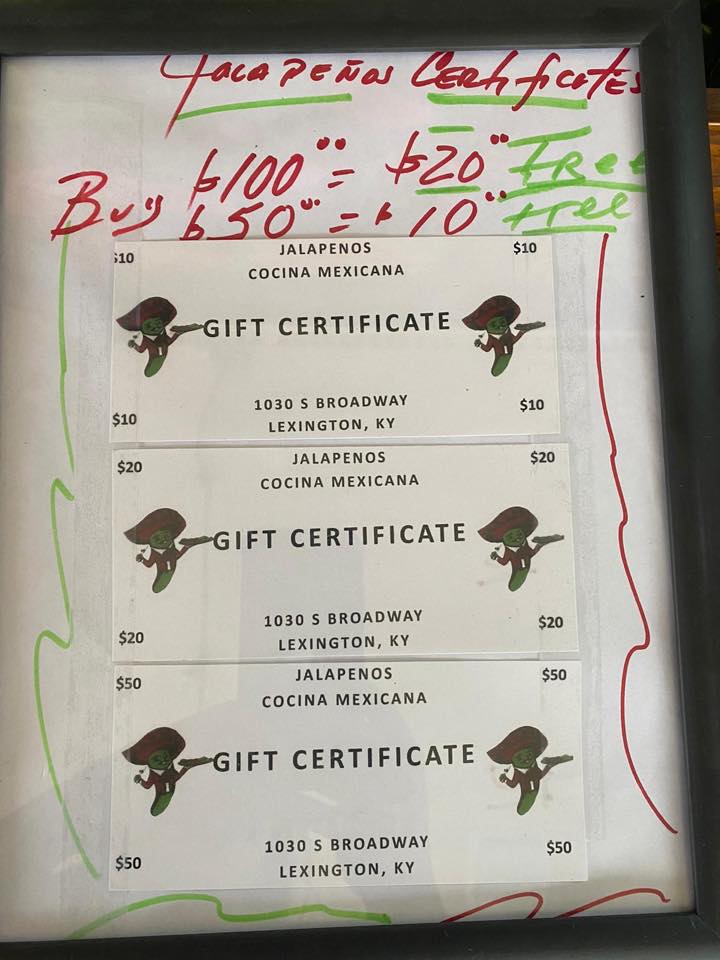 JALAPEÑOS CERTIFICATES
Buy $100.00 = $20.00 FREE
$50.00 = $10.00 FREE
$10 JALAPENOS $10
COCINA MEXICANA
GIFT CERTIFICATE
1030 S BROADWAY
$10 LEXINGTON, KY $10
$20 JALAPENOS $20
COCINA MEXICANA
GIFT CERTIFICATE
1030 S BROADWAY
$20 LEXINGTON, KY $20
$50 JALAPENOS $50
COCINA MEXICANA
GIFT CERTIFICATE
1030 S BROADWAY
$50 LEXINGTON, KY $50